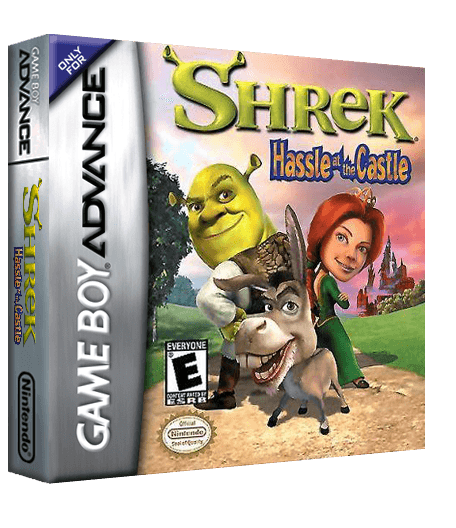 GAME BOY
ADVANCE
SHREK
Hassle at the Castle
Nintendo
ONLY
FOR
GAME BOY ADVANCE
SHREK
Hassle at the Castle
EVERYONE
E
CONTENT RATED BY
ESRB
Official
Nintendo
Seal of Quality